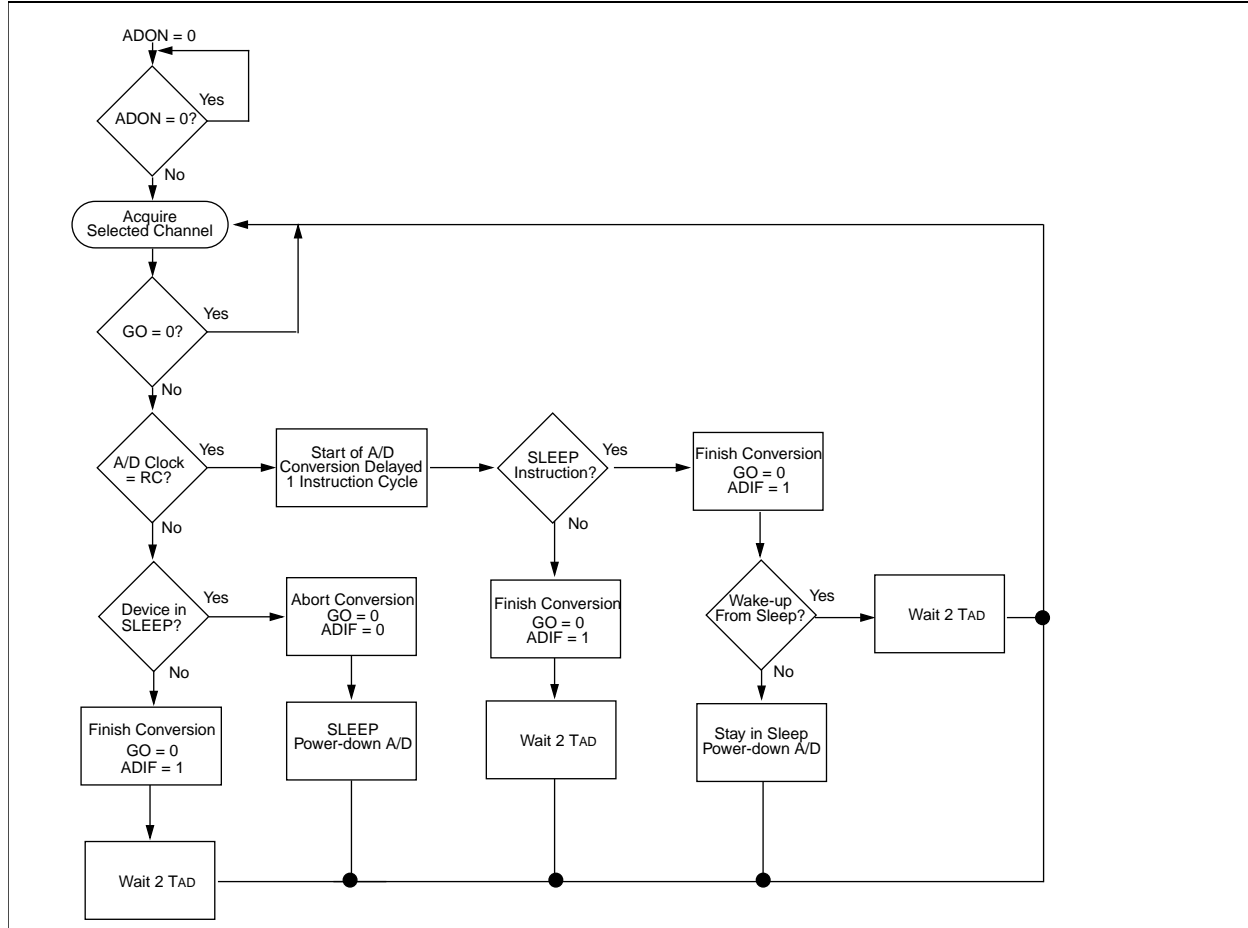 ADON = 0
Yes
ADON = 0?
No
Acquire
Selected Channel
Yes
GO = 0?
No
A/D Clock
= RC?
Yes
Start of A/D
Conversion Delayed
1 Instruction Cycle
SLEEP
Instruction?
Yes
Finish Conversion
GO = 0
ADIF = 1
No
No
Device in
SLEEP?
Yes
Abort Conversion
GO = 0
ADIF = 0
Finish Conversion
GO = 0
ADIF = 1
Wake-up
From Sleep?
Yes
Wait 2 TAD
No
No
Finish Conversion
GO = 0
ADIF = 1
SLEEP
Power-down A/D
Wait 2 TAD
Stay in Sleep
Power-down A/D
Wait 2 TAD